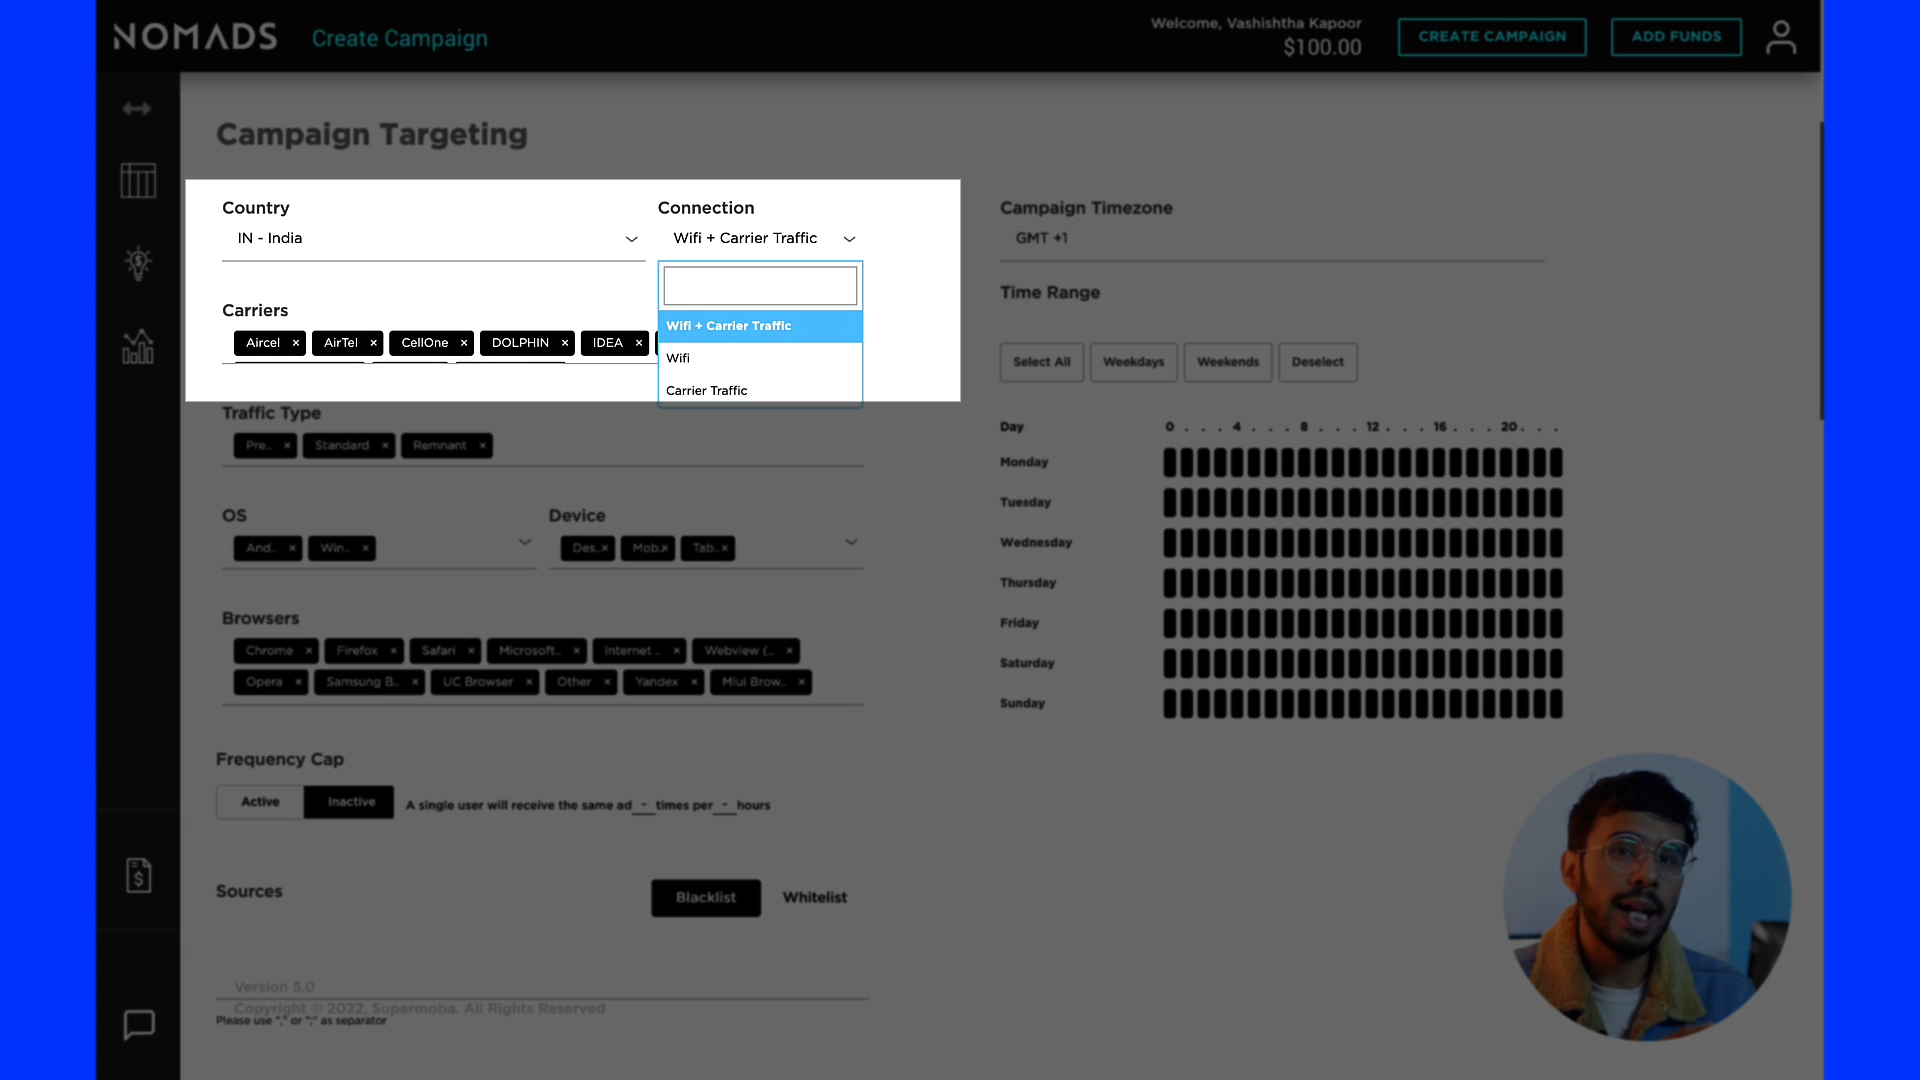 NOMADS
Create Campaign
Welcome, Vashishtha Kapoor
$100.00
CREATE CAMPAIGN
ADD FUNDS
Campaign Targeting
Country
IN - India
Connection
Wifi + Carrier Traffic
Wifi + Carrier Traffic
Wifi
Carrier Traffic
Carriers
Aircel × AirTel × CellOne × DOLPHIN × IDEA ×
Traffic Type
Pre.. × Standard × Remnant ×
OS
And.. × Win.. ×
Device
Des..× Mob.× Tab..×
Browsers
Chrome × Firefox × Safari × Microsoft.. × Internet .. × Webview (.. ×
Opera × Samsung B.. × UC Browser × Other × Yandex × Miui Brow.. ×
Frequency Cap
Active Inactive A single user will receive the same ad - times per - hours
Sources
Blacklist Whitelist
Version 5.0
Copyright © 2022, Supermoba. All Rights Reserved
Please use "," or ";" as separator
Campaign Timezone
GMT +1
Time Range
Select All Weekdays Weekends Deselect
Day 0 . . . 4 . . . 8 . . . 12 . . . 16 . . . 20 . . .
Monday
Tuesday
Wednesday
Thursday
Friday
Saturday
Sunday